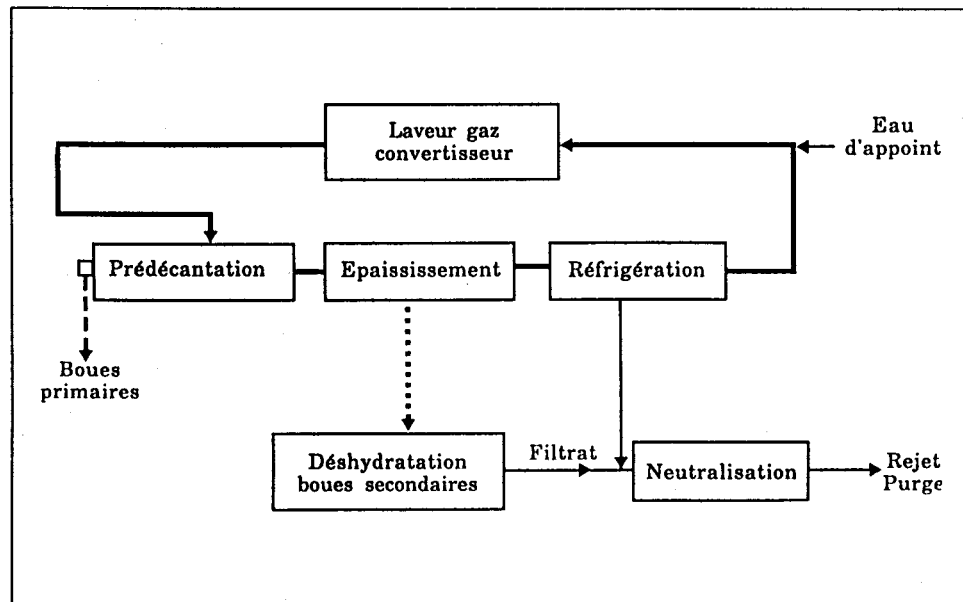 Laveur gaz
convertisseur
Eau
d'appoint
Prédécantation
Epaississement
Réfrigération
Boues
primaires
Déshydratation
boues secondaires
Filtrat
Neutralisation
Rejet
Purge